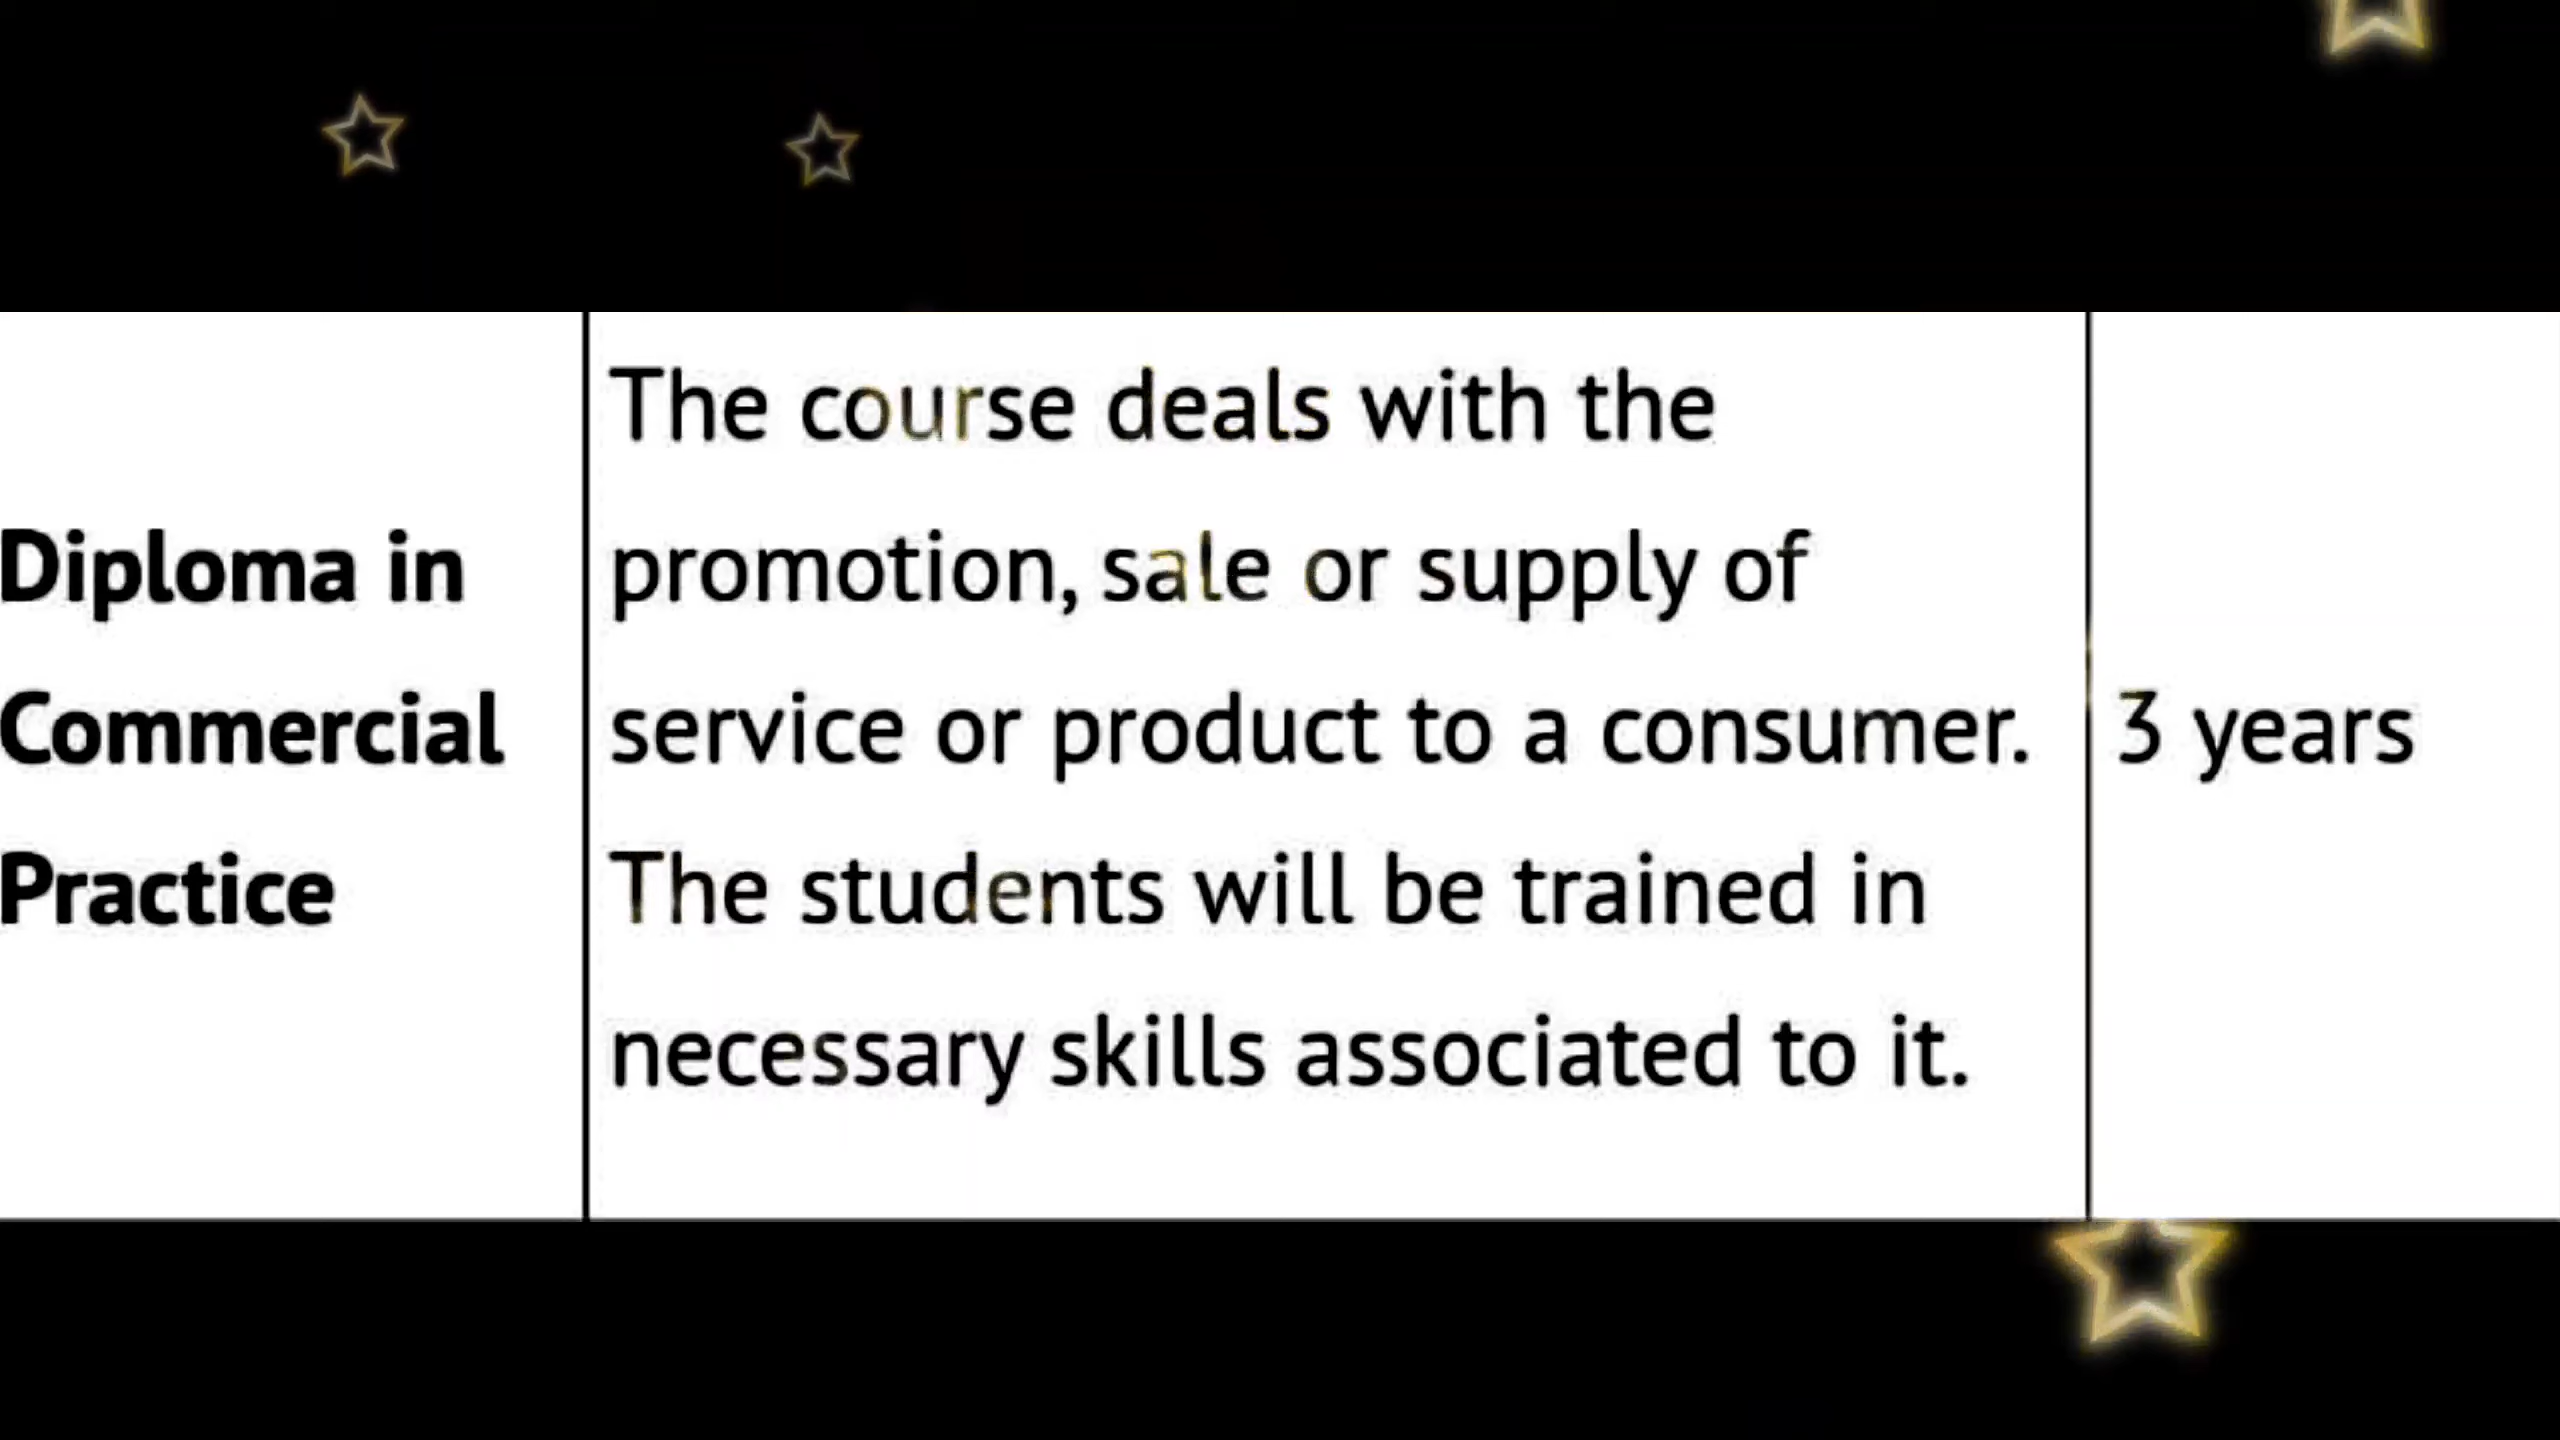 Diploma in
Commercial
Practice
The course deals with the
promotion, sale or supply of
service or product to a consumer.
The students will be trained in
necessary skills associated to it.
3 years